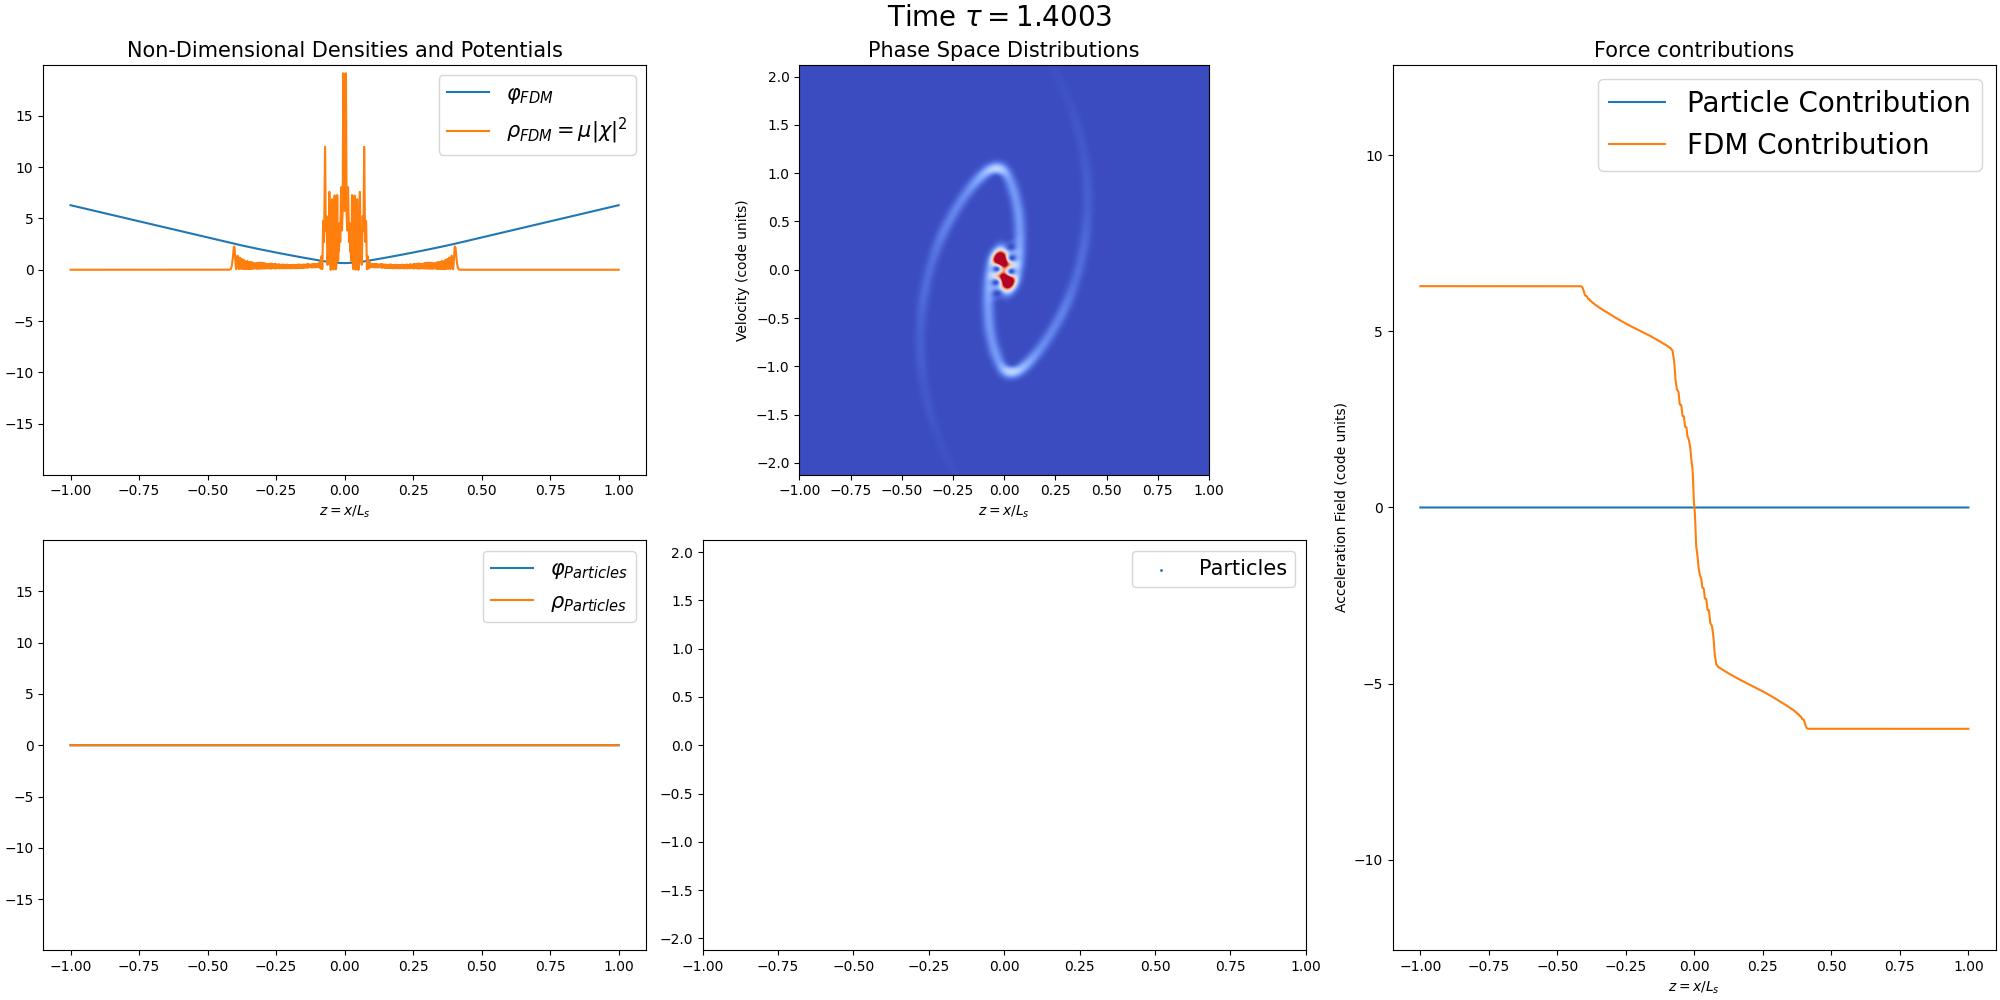 Time τ = 1.4003
Non-Dimensional Densities and Potentials
φ_FDM
ρ_FDM = μ|χ|²
15
10
5
0
−5
−10
−15
−1.00 −0.75 −0.50 −0.25 0.00 0.25 0.50 0.75 1.00
z = x/L_s
Phase Space Distributions
Velocity (code units)
2.0
1.5
1.0
0.5
0.0
−0.5
−1.0
−1.5
−2.0
−1.00 −0.75 −0.50 −0.25 0.00 0.25 0.50 0.75 1.00
z = x/L_s
Force contributions
Particle Contribution
FDM Contribution
Acceleration Field (code units)
10
5
0
−5
−10
−1.00 −0.75 −0.50 −0.25 0.00 0.25 0.50 0.75 1.00
z = x/L_s
φ_Particles
ρ_Particles
15
10
5
0
−5
−10
−15
−1.00 −0.75 −0.50 −0.25 0.00 0.25 0.50 0.75 1.00
Particles
2.0
1.5
1.0
0.5
0.0
−0.5
−1.0
−1.5
−2.0
−1.00 −0.75 −0.50 −0.25 0.00 0.25 0.50 0.75 1.00